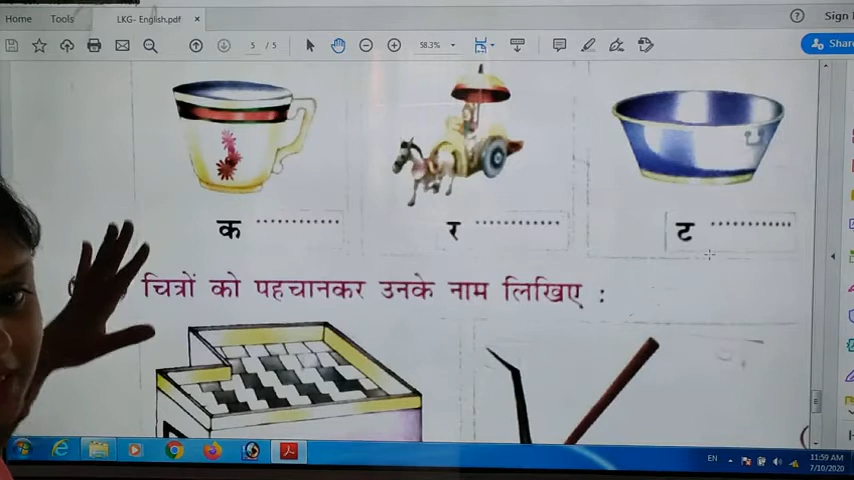 Home Tools LKG- English.pdf × Sign
5 / 5 58.3% Shar
क ............
र ............
ट ............
चित्रों को पहचानकर उनके नाम लिखिए :
EN 11:59 AM
7/10/2020